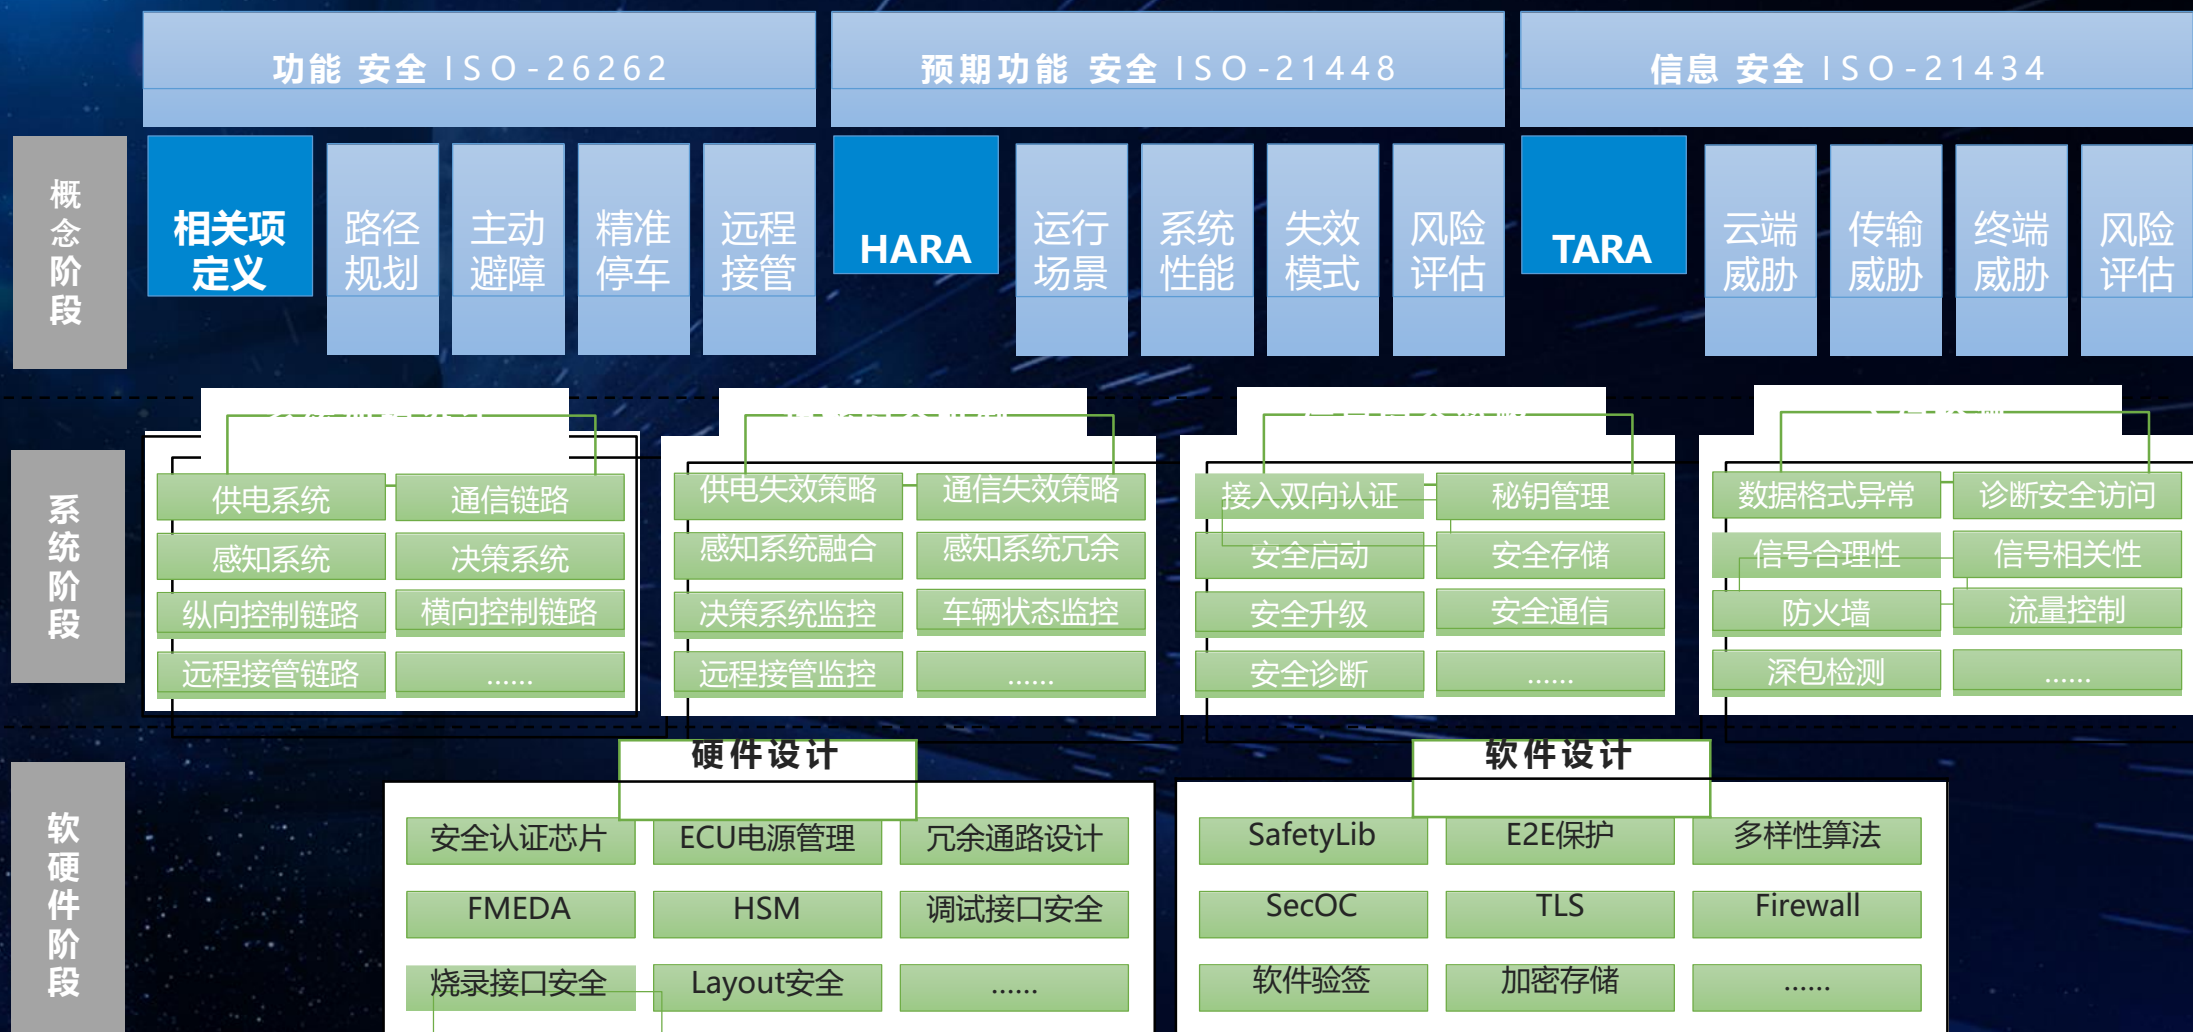 功能 安全 ISO-26262
预期功能 安全 ISO-21448
信息 安全 ISO-21434
概念阶段
相关项
定义
路径
规划
主动
避障
精准
停车
远程
接管
HARA
运行
场景
系统
性能
失效
模式
风险
评估
TARA
云端
威胁
传输
威胁
终端
威胁
风险
评估
系统阶段
供电系统
通信链路
感知系统
决策系统
纵向控制链路
横向控制链路
远程接管链路
......
供电失效策略
通信失效策略
感知系统融合
感知系统冗余
决策系统监控
车辆状态监控
远程接管监控
......
接入双向认证
秘钥管理
安全启动
安全存储
安全升级
安全通信
安全诊断
......
数据格式异常
诊断安全访问
信号合理性
信号相关性
防火墙
流量控制
深包检测
......
软硬件阶段
硬件设计
安全认证芯片
ECU电源管理
冗余通路设计
FMEDA
HSM
调试接口安全
烧录接口安全
Layout安全
......
软件设计
SafetyLib
E2E保护
多样性算法
SecOC
TLS
Firewall
软件验签
加密存储
......